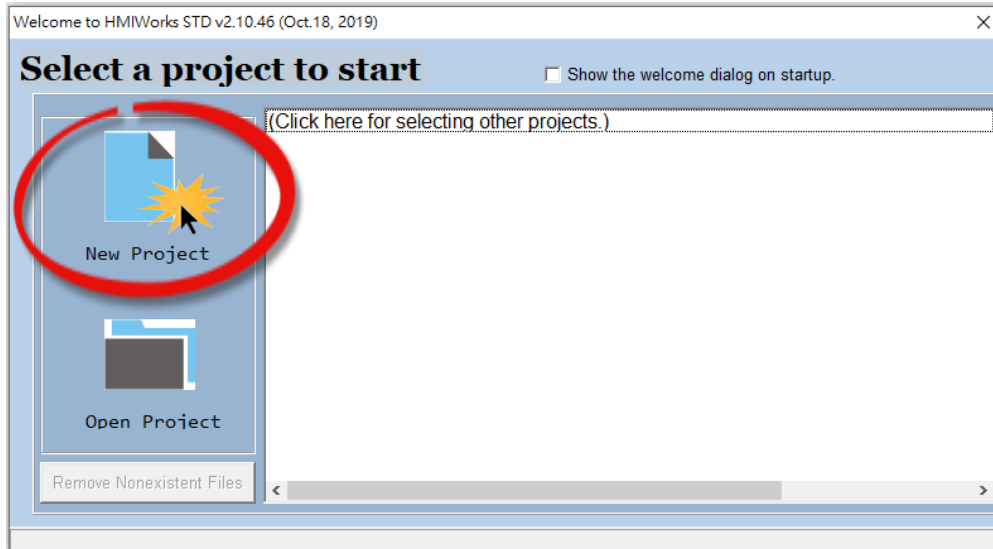 Welcome to HMIWorks STD v2.10.46 (Oct.18, 2019)
Select a project to start
Show the welcome dialog on startup.
(Click here for selecting other projects.)
New Project
Open Project
Remove Nonexistent Files